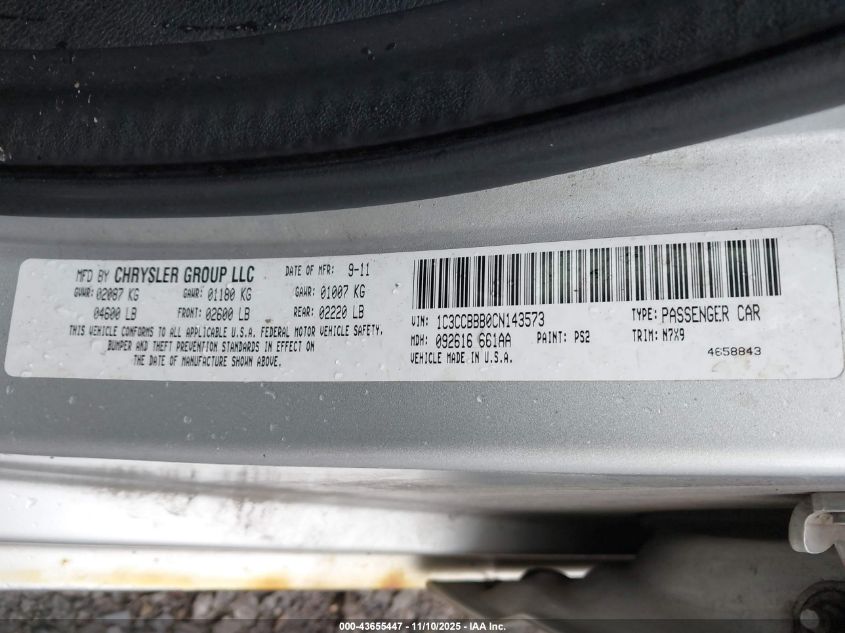 MFD BY CHRYSLER GROUP LLC DATE OF MFR: 9-11
GVWR: 02087 KG GAWR: 01180 KG GAWR: 01007 KG
04600 LB FRONT: 02600 LB REAR: 02220 LB
THIS VEHICLE CONFORMS TO ALL APPLICABLE U.S.A. FEDERAL MOTOR VEHICLE SAFETY,
BUMPER AND THEFT PREVENTION STANDARDS IN EFFECT ON
THE DATE OF MANUFACTURE SHOWN ABOVE.
VIN: 1C3CCBBB0CN143573 TYPE: PASSENGER CAR
MDH: 092616 661AA PAINT: PS2 TRIM: N7X9
VEHICLE MADE IN U.S.A. 4658843
000-43655447 - 11/10/2025 - IAA Inc.